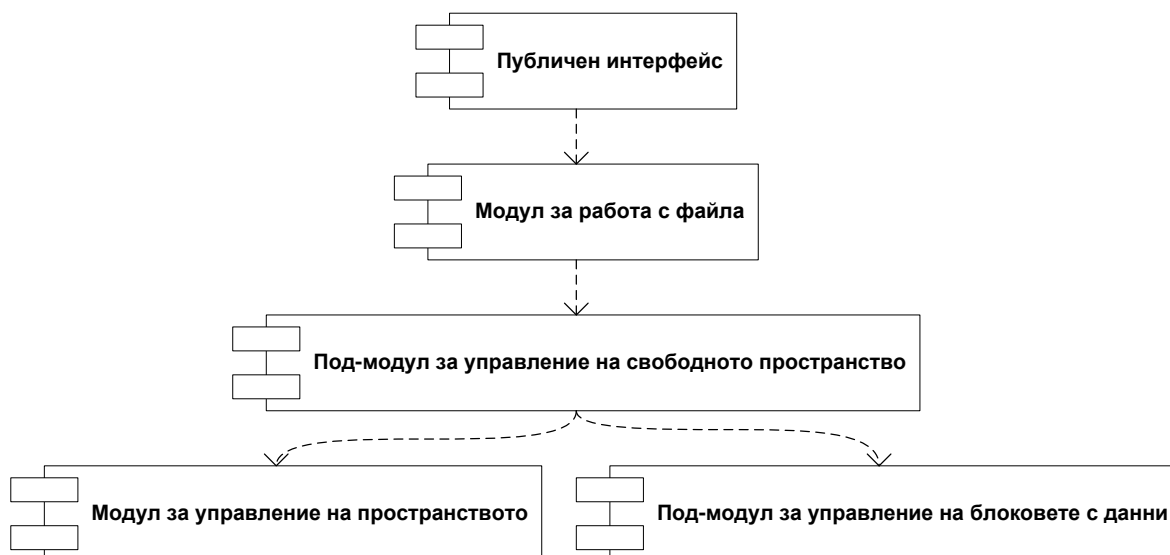 Публичен интерфейс
Модул за работа с файла
Под-модул за управление на свободното пространство
Модул за управление на пространството
Под-модул за управление на блоковете с данни